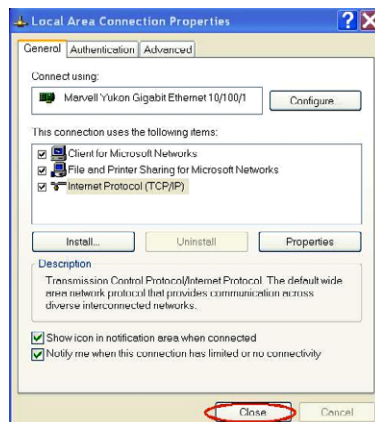 Local Area Connection Properties
General Authentication Advanced
Connect using:
Marvell Yukon Gigabit Ethernet 10/100/1 Configure...
This connection uses the following items:
Client for Microsoft Networks
File and Printer Sharing for Microsoft Networks
Internet Protocol (TCP/IP)
Install... Uninstall Properties
Description
Transmission Control Protocol/Internet Protocol. The default wide
area network protocol that provides communication across
diverse interconnected networks.
Show icon in notification area when connected
Notify me when this connection has limited or no connectivity
Close Cancel